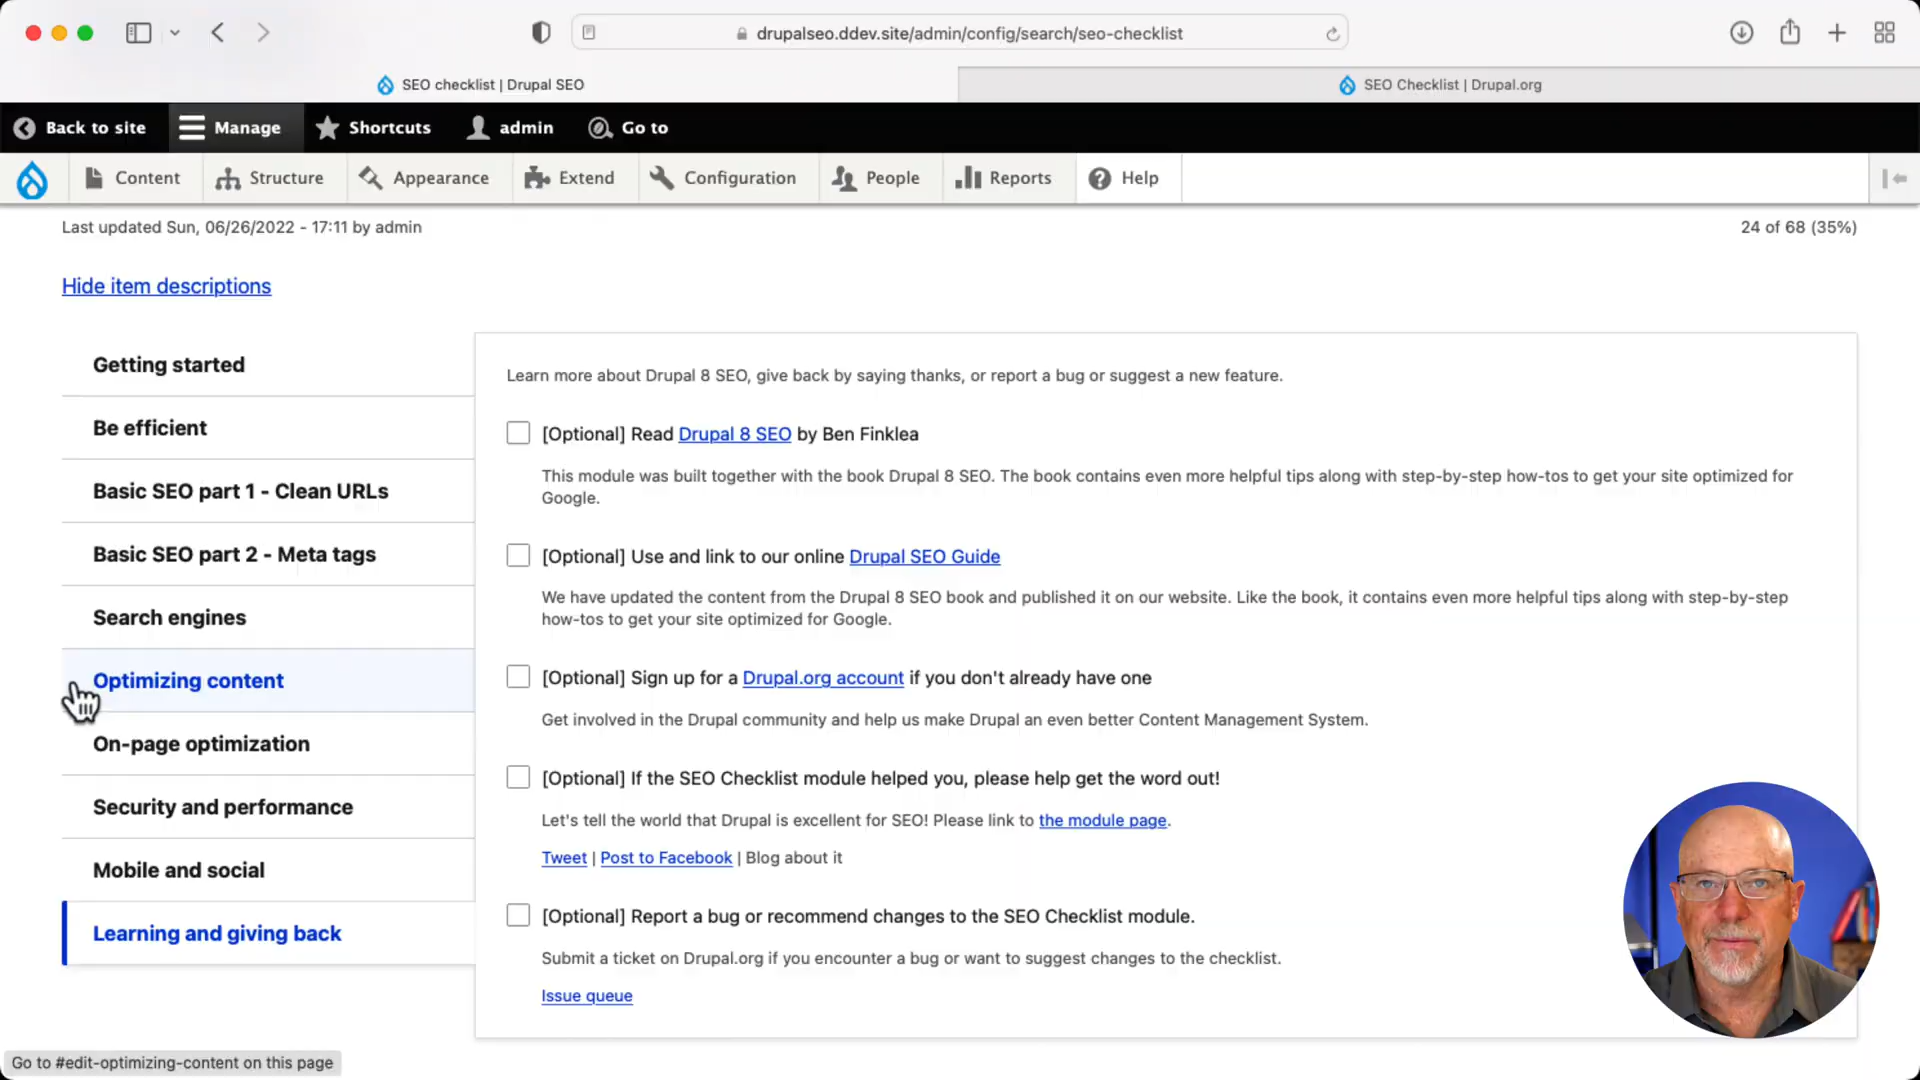 drupalseo.ddev.site/admin/config/search/seo-checklist
SEO checklist | Drupal SEO
SEO Checklist | Drupal.org
Back to site
Manage
Shortcuts
admin
Go to
Content
Structure
Appearance
Extend
Configuration
People
Reports
Help
Last updated Sun, 06/26/2022 - 17:11 by admin
24 of 68 (35%)
Hide item descriptions
Getting started
Be efficient
Basic SEO part 1 - Clean URLs
Basic SEO part 2 - Meta tags
Search engines
Optimizing content
On-page optimization
Security and performance
Mobile and social
Learning and giving back
Learn more about Drupal 8 SEO, give back by saying thanks, or report a bug or suggest a new feature.
[Optional] Read Drupal 8 SEO by Ben Finklea
This module was built together with the book Drupal 8 SEO. The book contains even more helpful tips along with step-by-step how-tos to get your site optimized for
Google.
[Optional] Use and link to our online Drupal SEO Guide
We have updated the content from the Drupal 8 SEO book and published it on our website. Like the book, it contains even more helpful tips along with step-by-step
how-tos to get your site optimized for Google.
[Optional] Sign up for a Drupal.org account if you don't already have one
Get involved in the Drupal community and help us make Drupal an even better Content Management System.
[Optional] If the SEO Checklist module helped you, please help get the word out!
Let's tell the world that Drupal is excellent for SEO! Please link to the module page.
Tweet | Post to Facebook | Blog about it
[Optional] Report a bug or recommend changes to the SEO Checklist module.
Submit a ticket on Drupal.org if you encounter a bug or want to suggest changes to the checklist.
Issue queue
Go to #edit-optimizing-content on this page